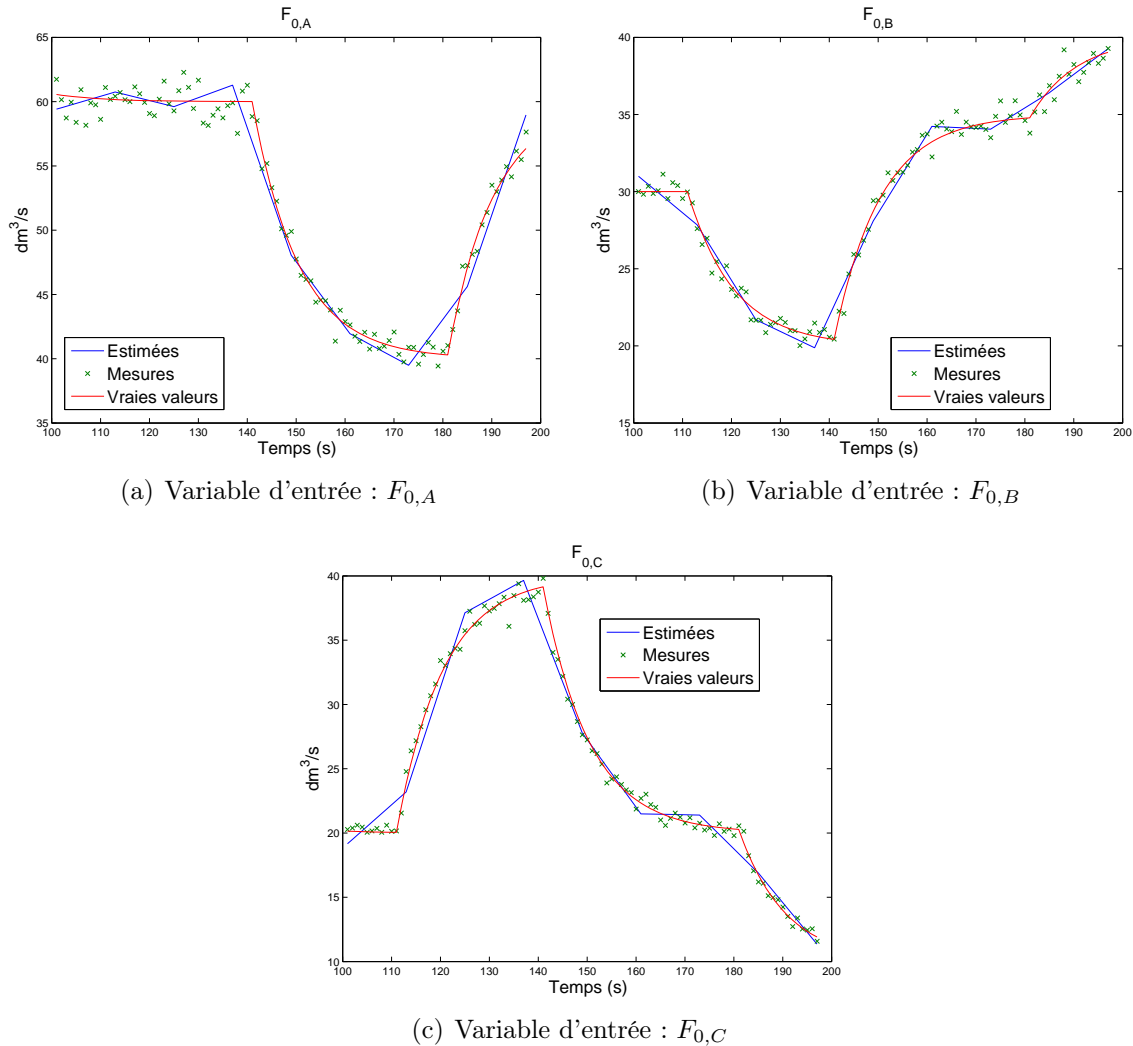 F0,A
65
60
55
50
45
40
35
dm³/s
Estimées
Mesures
Vraies valeurs
100 110 120 130 140 150 160 170 180 190 200
Temps (s)
(a) Variable d'entrée : F0,A
F0,B
40
35
30
25
20
15
dm³/s
Estimées
Mesures
Vraies valeurs
100 110 120 130 140 150 160 170 180 190 200
Temps (s)
(b) Variable d'entrée : F0,B
F0,C
40
35
30
25
20
15
10
dm³/s
Estimées
Mesures
Vraies valeurs
100 110 120 130 140 150 160 170 180 190 200
Temps (s)
(c) Variable d'entrée : F0,C